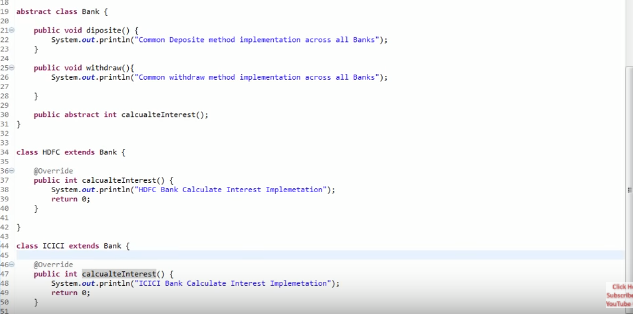 18
19 abstract class Bank {
20
21 public void diposite() {
22 System.out.println("Common Deposite method implementation across all Banks");
23 }
24
25 public void withdraw(){
26 System.out.println("Common withdraw method implementation across all Banks");
27
28 }
29
30 public abstract int calcualteInterest();
31 }
32
33
34 class HDFC extends Bank {
35
36 @Override
37 public int calcualteInterest() {
38 System.out.println("HDFC Bank Calculate Interest Implemetation");
39 return 0;
40 }
41
42 }
43
44 class ICICI extends Bank {
45
46 @Override
47 public int calcualteInterest() {
48 System.out.println("ICICI Bank Calculate Interest Implemetation");
49 return 0;
50 }
51
Click H
Subscribe
YouTube